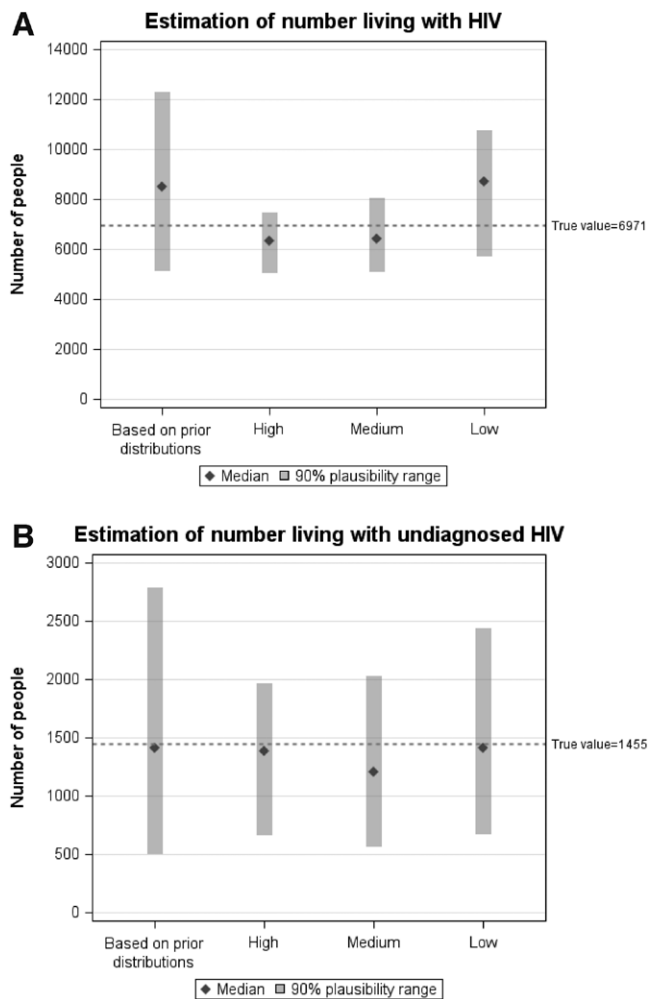 A
Estimation of number living with HIV
Number of people
14000
12000
10000
8000
6000
4000
2000
0
True value=6971
Based on prior
distributions
High
Medium
Low
Median
90% plausibility range
B
Estimation of number living with undiagnosed HIV
Number of people
3000
2500
2000
1500
1000
500
0
True value=1455
Based on prior
distributions
High
Medium
Low
Median
90% plausibility range